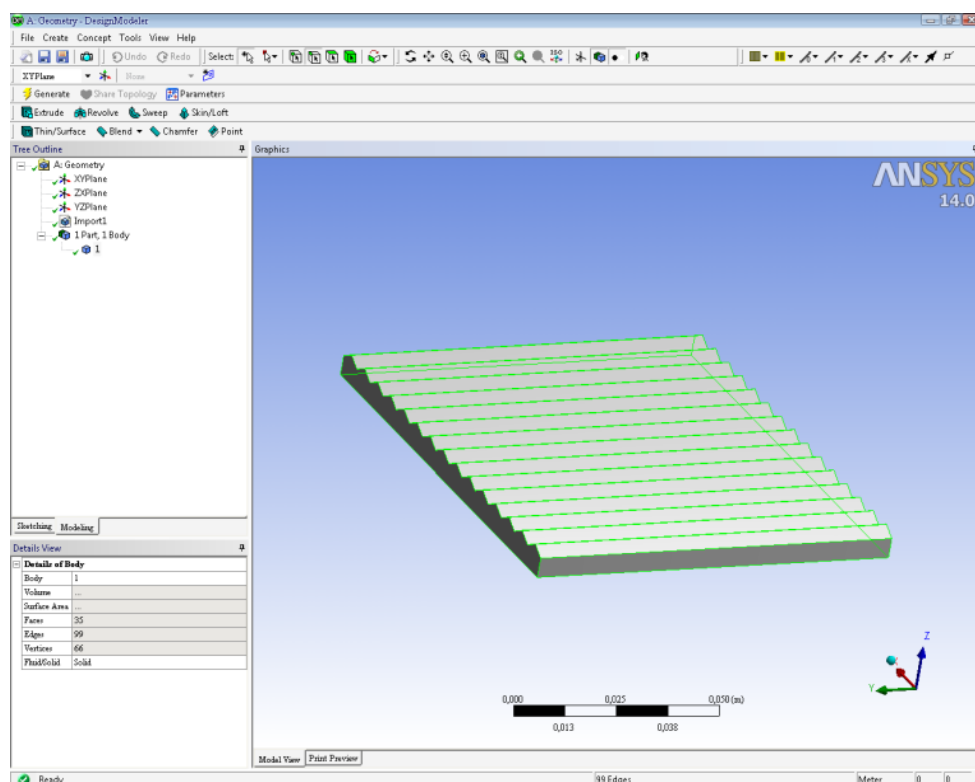 A: Geometry - DesignModeler
File Create Concept Tools View Help
Undo Redo Select:
XYPlane None
Generate Share Topology Parameters
Extrude Revolve Sweep Skin/Loft
Thin/Surface Blend Chamfer Point
Tree Outline
A: Geometry
XYPlane
ZXPlane
YZPlane
Import1
1 Part, 1 Body
1
Sketching Modeling
Details View
Details of Body
Body 1
Volume ...
Surface Area ...
Faces 35
Edges 99
Vertices 66
Fluid/Solid Solid
Graphics
ANSYS
14.0
Z
Y
0,000 0,025 0,050 (m)
0,013 0,038
Model View Print Preview
Ready 99 Edges Meter 0 0